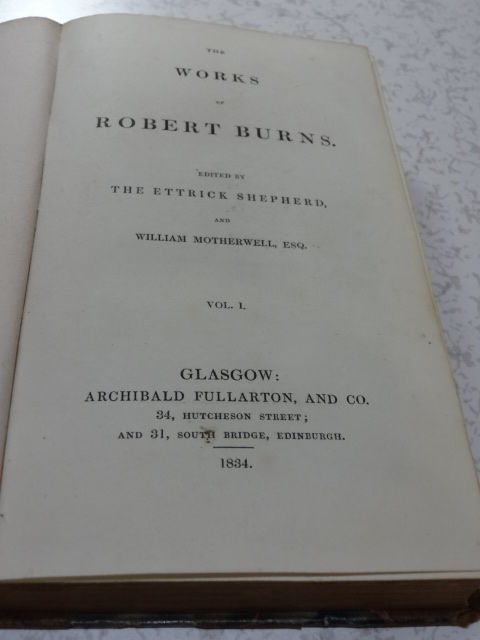 THE
WORKS
OF
ROBERT BURNS.
EDITED BY
THE ETTRICK SHEPHERD,
AND
WILLIAM MOTHERWELL, ESQ.
VOL. I.
GLASGOW:
ARCHIBALD FULLARTON, AND CO.
34, HUTCHESON STREET;
AND 31, SOUTH BRIDGE, EDINBURGH.
1834.